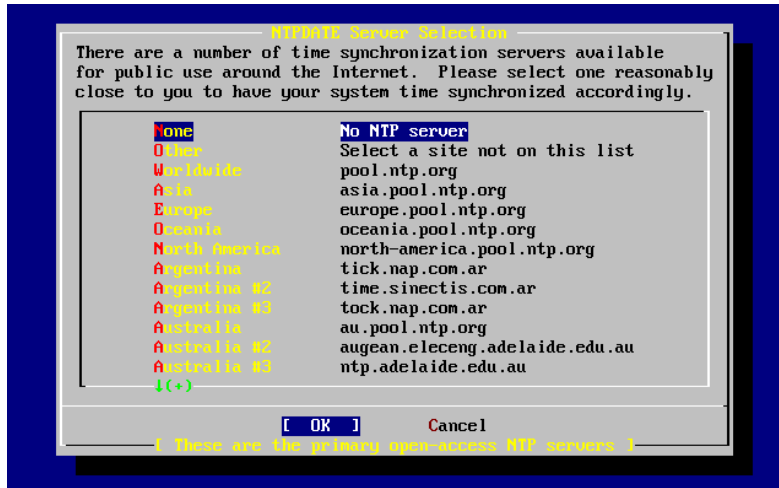 NTPDATE Server Selection
There are a number of time synchronization servers available
for public use around the Internet.  Please select one reasonably
close to you to have your system time synchronized accordingly.
None No NTP server
Other Select a site not on this list
Worldwide pool.ntp.org
Asia asia.pool.ntp.org
Europe europe.pool.ntp.org
Oceania oceania.pool.ntp.org
North America north-america.pool.ntp.org
Argentina tick.nap.com.ar
Argentina #2 time.sinectis.com.ar
Argentina #3 tock.nap.com.ar
Australia au.pool.ntp.org
Australia #2 augean.eleceng.adelaide.edu.au
Australia #3 ntp.adelaide.edu.au
↓(+)
[ OK ] Cancel
[ These are the primary open-access NTP servers ]